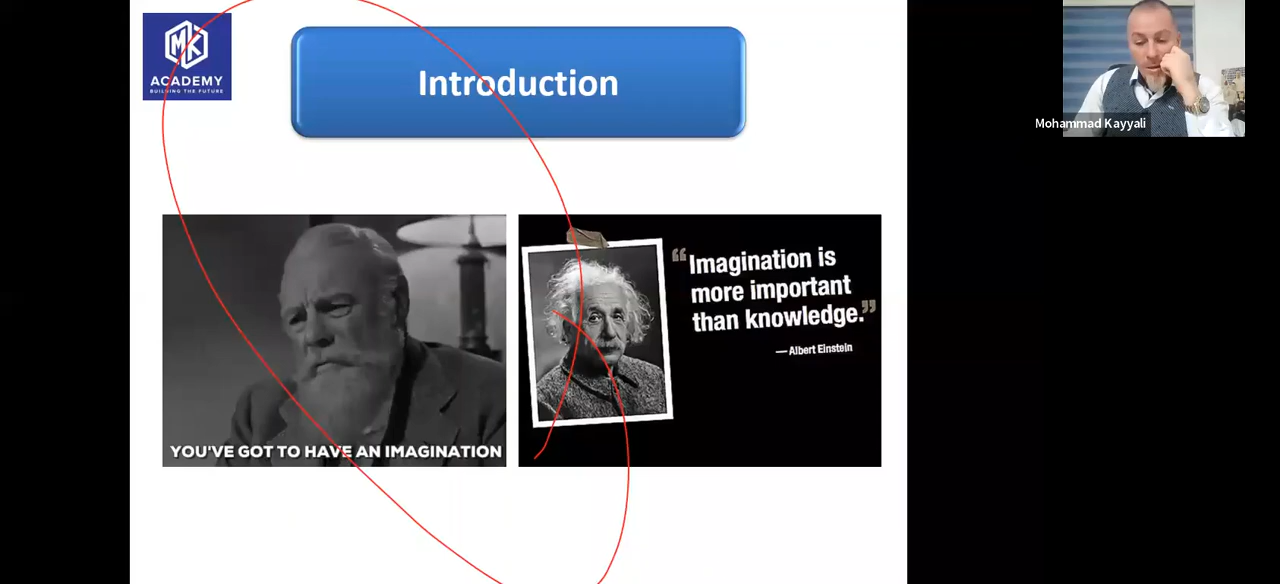 MK
ACADEMY
BUILDING THE FUTURE
Introduction
Mohammad Kayyali
YOU'VE GOT TO HAVE AN IMAGINATION
“Imagination is
more important
than knowledge.”
— Albert Einstein